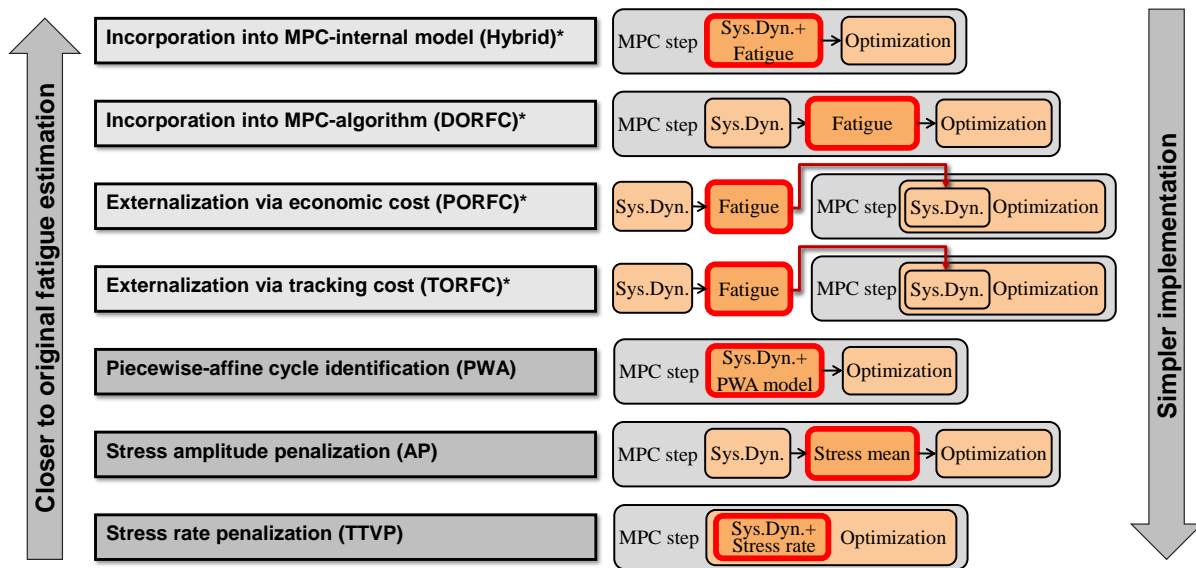 Closer to original fatigue estimation
Incorporation into MPC-internal model (Hybrid)*
MPC step
Sys.Dyn.+
Fatigue
Optimization
Incorporation into MPC-algorithm (DORFC)*
MPC step
Sys.Dyn.
Fatigue
Optimization
Externalization via economic cost (PORFC)*
Sys.Dyn.
Fatigue
MPC step
Sys.Dyn.
Optimization
Externalization via tracking cost (TORFC)*
Sys.Dyn.
Fatigue
MPC step
Sys.Dyn.
Optimization
Piecewise-affine cycle identification (PWA)
MPC step
Sys.Dyn.+
PWA model
Optimization
Stress amplitude penalization (AP)
MPC step
Sys.Dyn.
Stress mean
Optimization
Stress rate penalization (TTVP)
MPC step
Sys.Dyn.+
Stress rate
Optimization
Simpler implementation